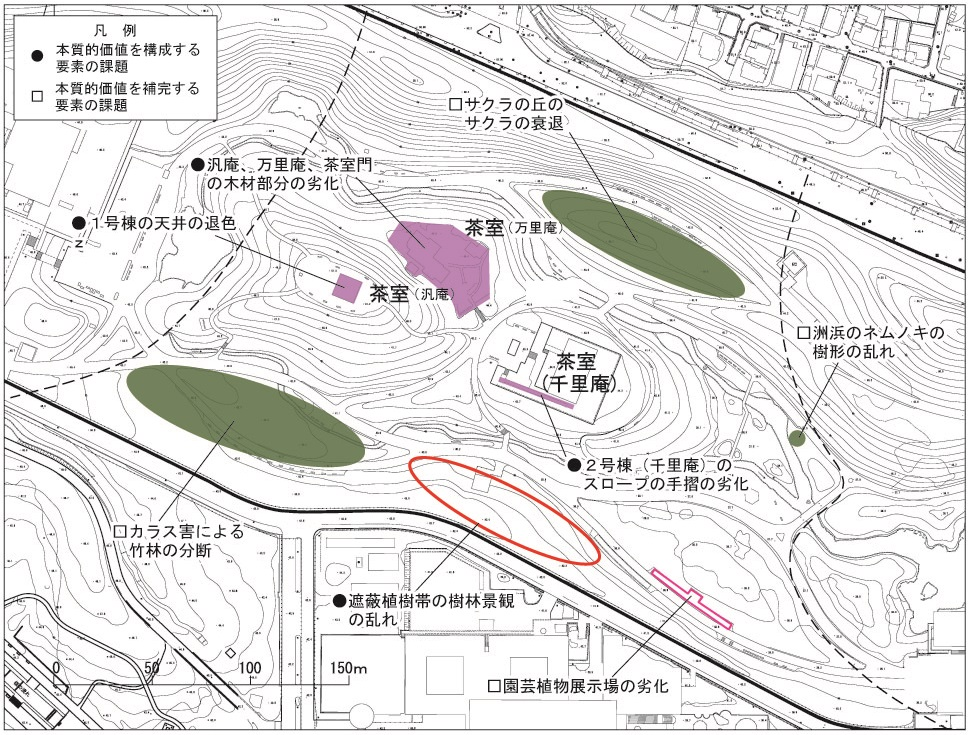 凡 例
●本質的価値を構成する
要素の課題
□本質的価値を補完する
要素の課題
□サクラの丘の
サクラの衰退
●汎庵、万里庵、茶室門
の木材部分の劣化
●１号棟の天井の退色
茶室（万里庵）
茶室（汎庵）
茶室
（千里庵）
□洲浜のネムノキの
樹形の乱れ
●２号棟（千里庵）の
スロープの手摺の劣化
□カラス害による
竹林の分断
●遮蔽植樹帯の樹林景観
の乱れ
□園芸植物展示場の劣化
0 50 100 150m